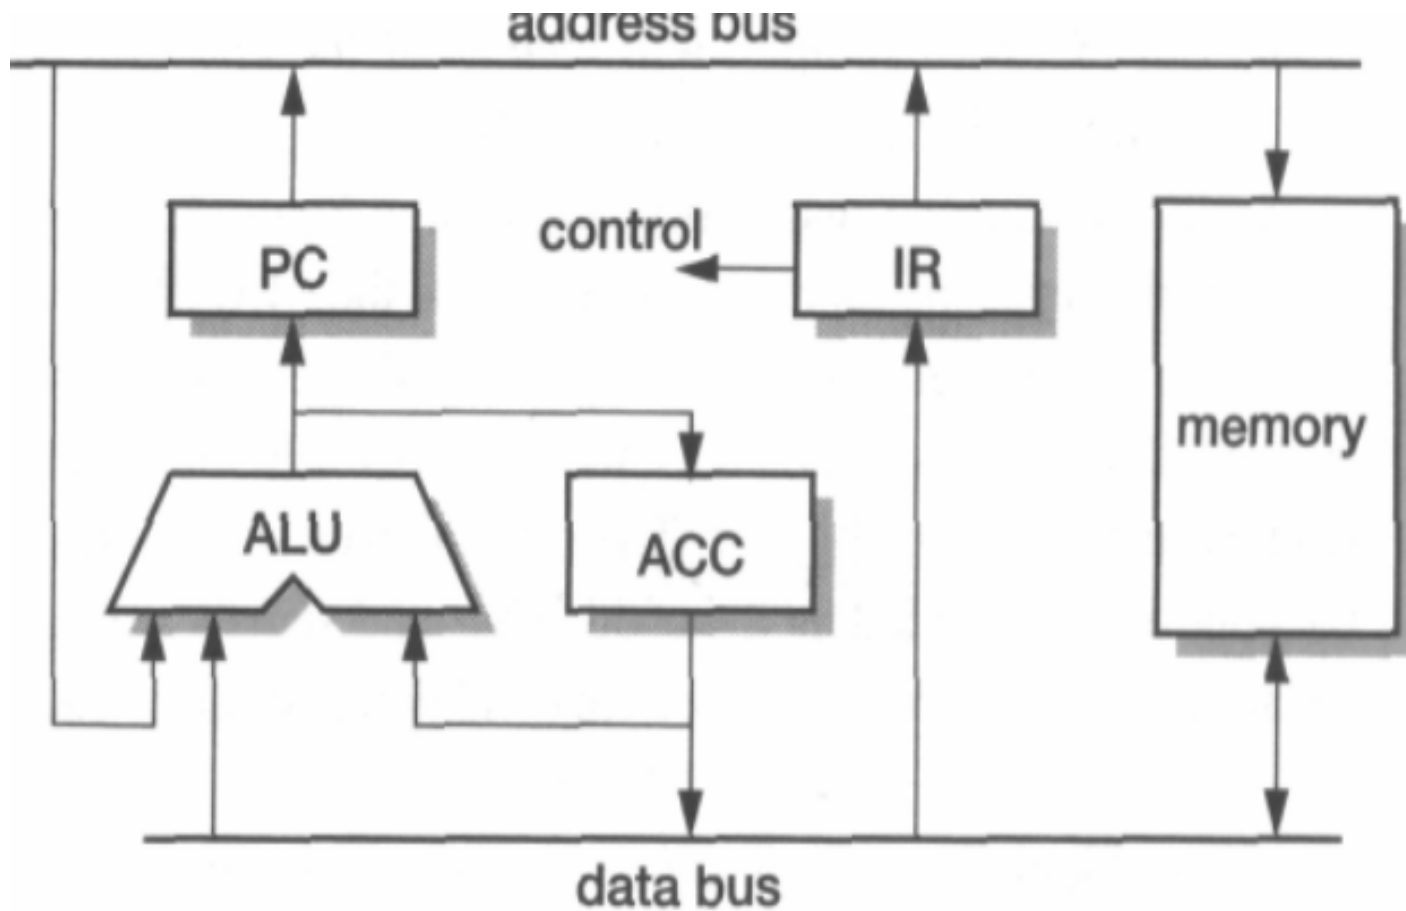 address bus
PC
control
IR
memory
ALU
ACC
data bus